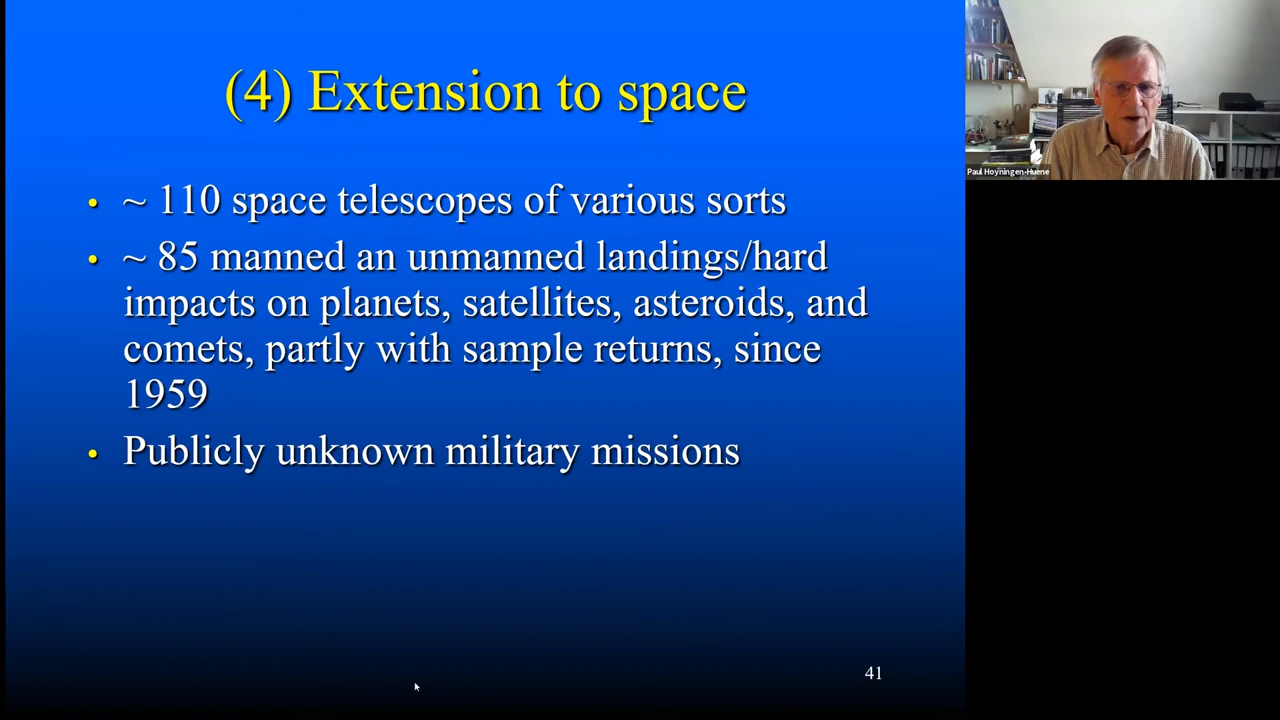 (4) Extension to space
• ~ 110 space telescopes of various sorts
• ~ 85 manned an unmanned landings/hard
impacts on planets, satellites, asteroids, and
comets, partly with sample returns, since
1959
• Publicly unknown military missions
41
Paul Hoyningen-Huene